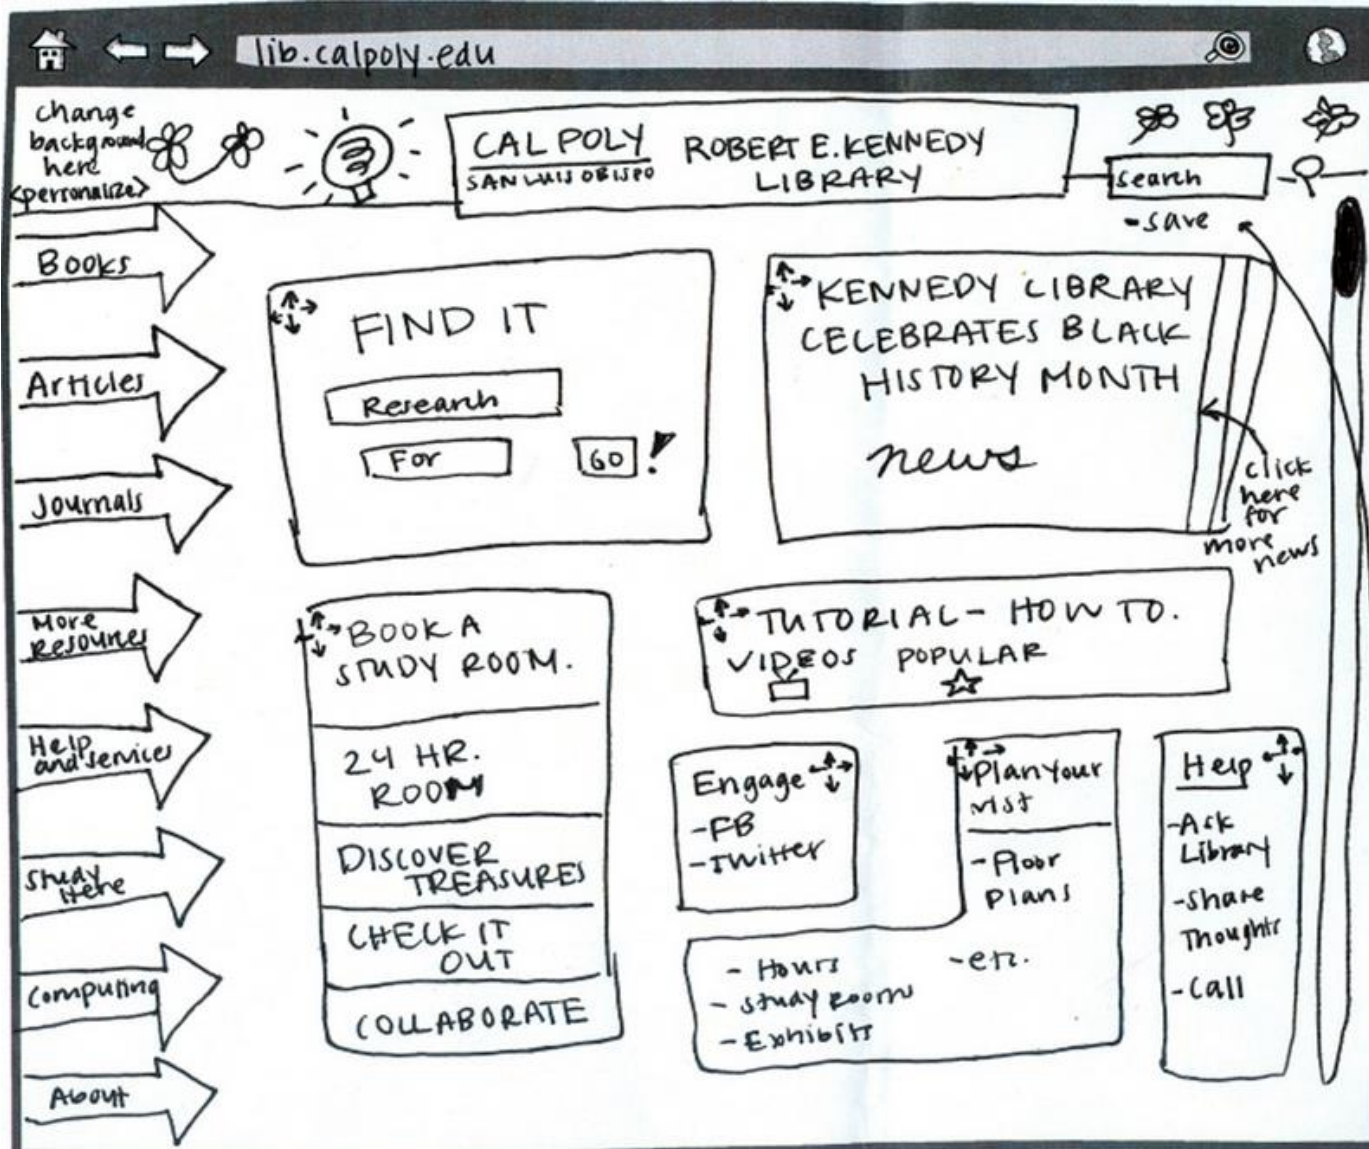 lib.calpoly.edu
change
background
here
<personalize>
CAL POLY
SAN LUIS OBISPO
ROBERT E. KENNEDY
LIBRARY
search
-save
Books
Articles
Journals
More
Resources
Help
and services
Study
Here
Computing
About
FIND IT
Research
For
GO!
KENNEDY LIBRARY
CELEBRATES BLACK
HISTORY MONTH
news
click
here
for
more
news
BOOK A
STUDY ROOM.
24 HR.
ROOM
DISCOVER
TREASURES
CHECK IT
OUT
COLLABORATE
TUTORIAL - HOW TO.
VIDEOS POPULAR
Engage
-FB
-Twitter
Plan Your
vist
- Floor
Plans
- etc.
- Hours
- study rooms
- Exhibits
Help
-Ask
Library
-share
Thoughts
-Call